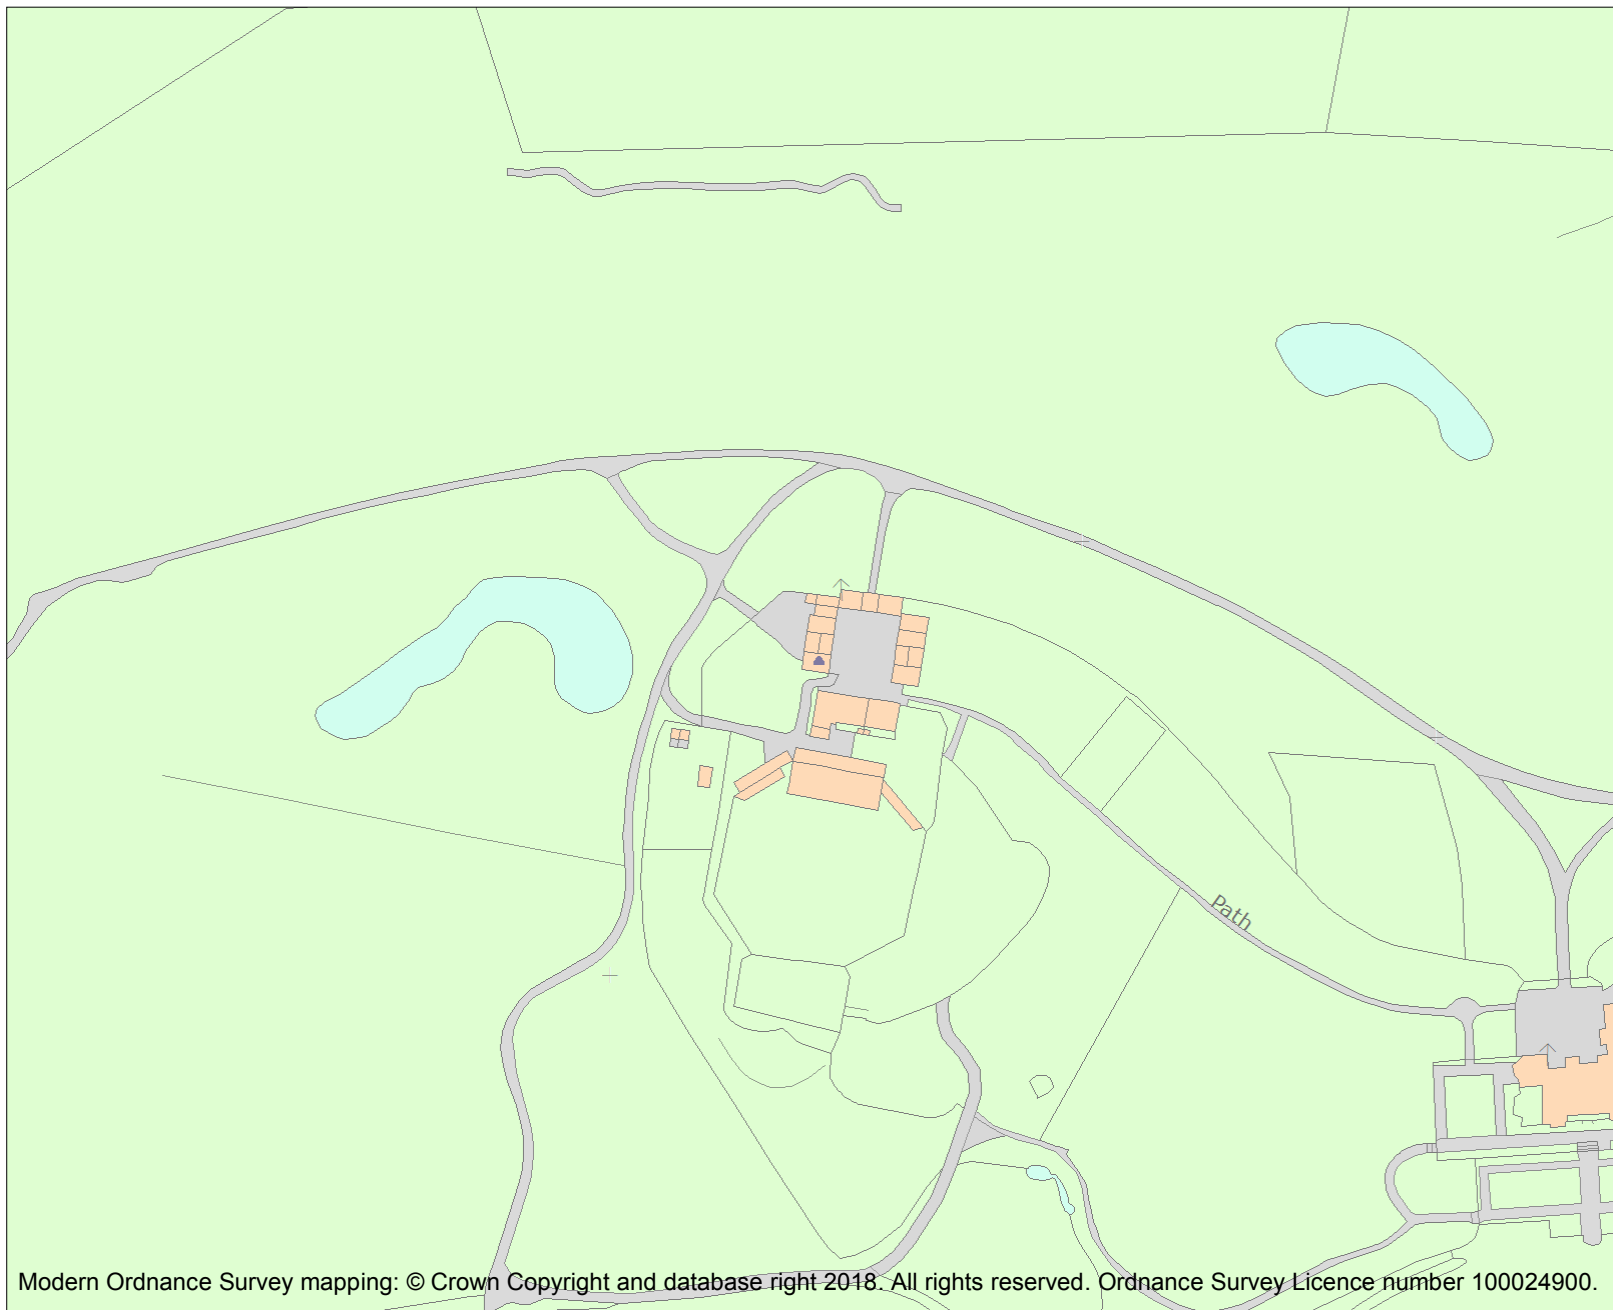 Path
Modern Ordnance Survey mapping: © Crown Copyright and database right 2018. All rights reserved. Ordnance Survey Licence number 100024900.